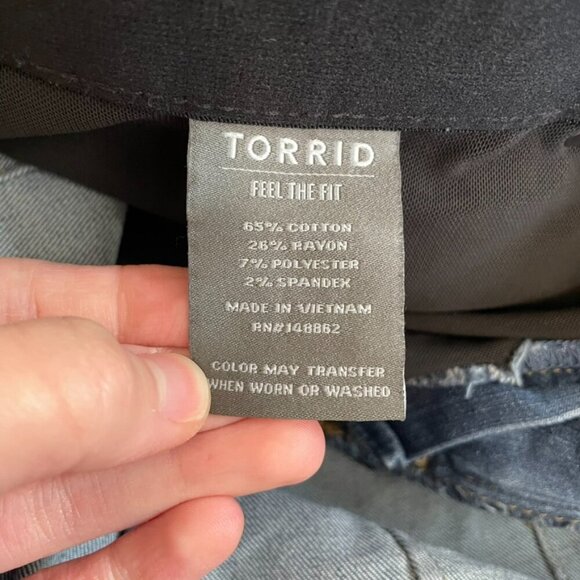 TORRID
FEEL THE FIT
65% COTTON
26% RAYON
7% POLYESTER
2% SPANDEX
MADE IN VIETNAM
RN#148862
COLOR MAY TRANSFER
WHEN WORN OR WASHED